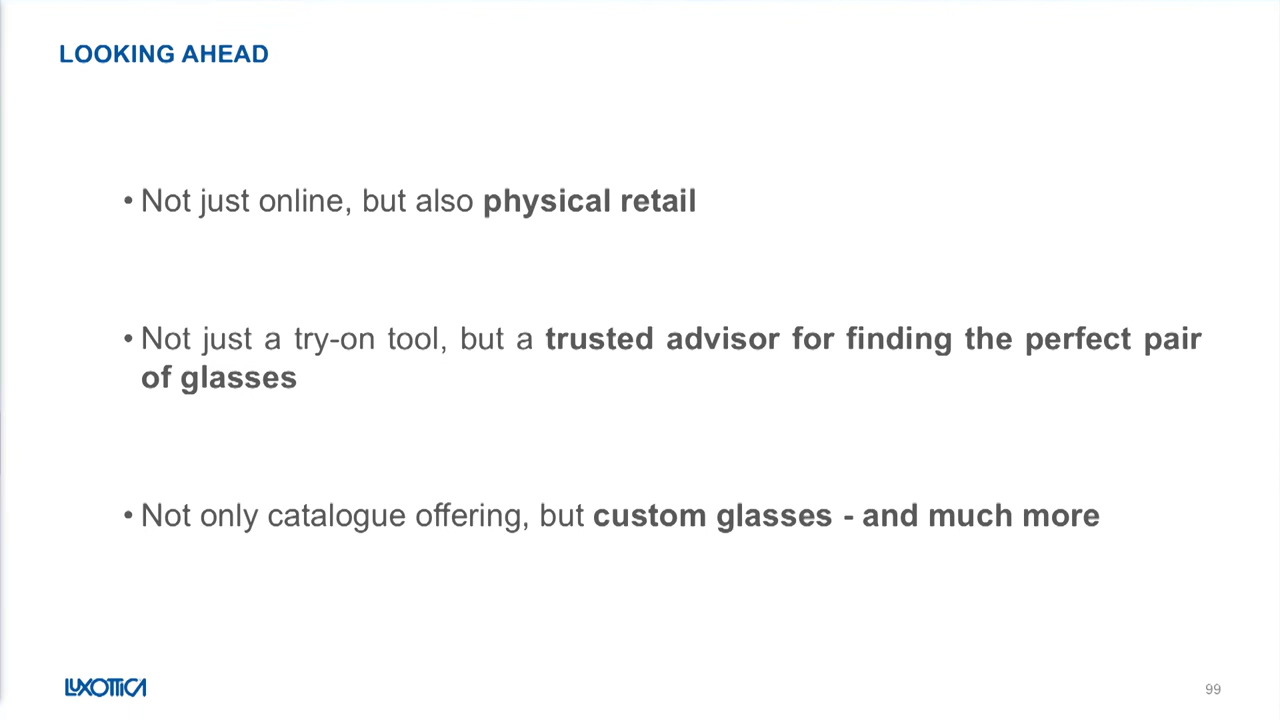 LOOKING AHEAD
• Not just online, but also physical retail
• Not just a try-on tool, but a trusted advisor for finding the perfect pair
of glasses
• Not only catalogue offering, but custom glasses - and much more
LUXOTTICA
99